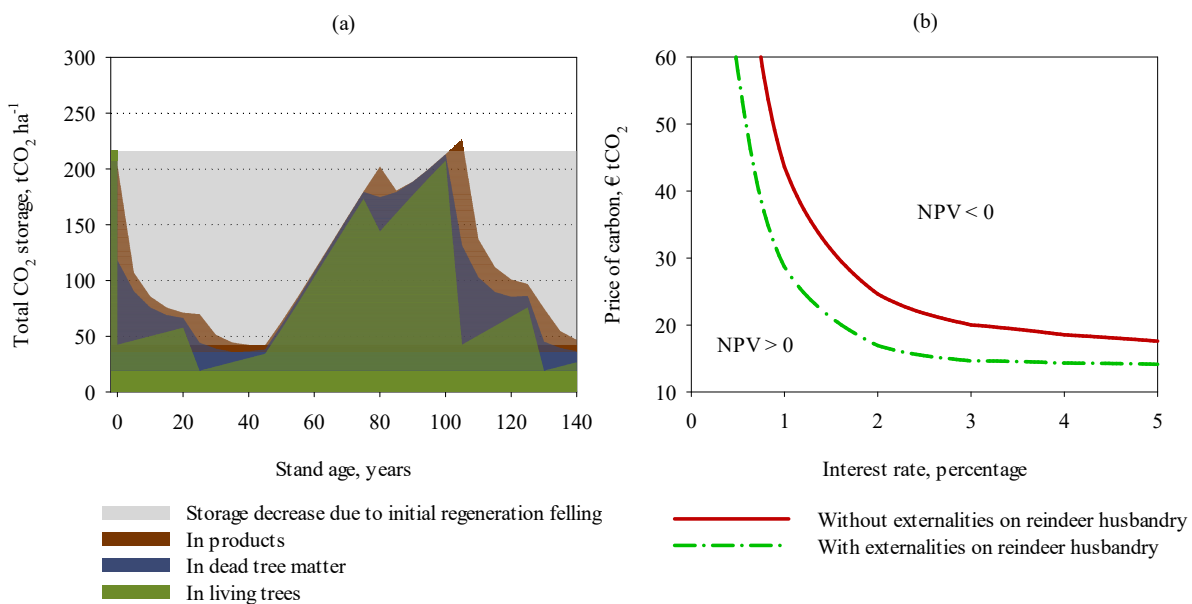 (a)
300
250
200
150
100
50
0
Total CO2 storage, tCO2 ha-1
0 20 40 60 80 100 120 140
Stand age, years
Storage decrease due to initial regeneration felling
In products
In dead tree matter
In living trees
(b)
60
50
40
30
20
10
Price of carbon, € tCO2
NPV < 0
NPV > 0
0 1 2 3 4 5
Interest rate, percentage
Without externalities on reindeer husbandry
With externalities on reindeer husbandry